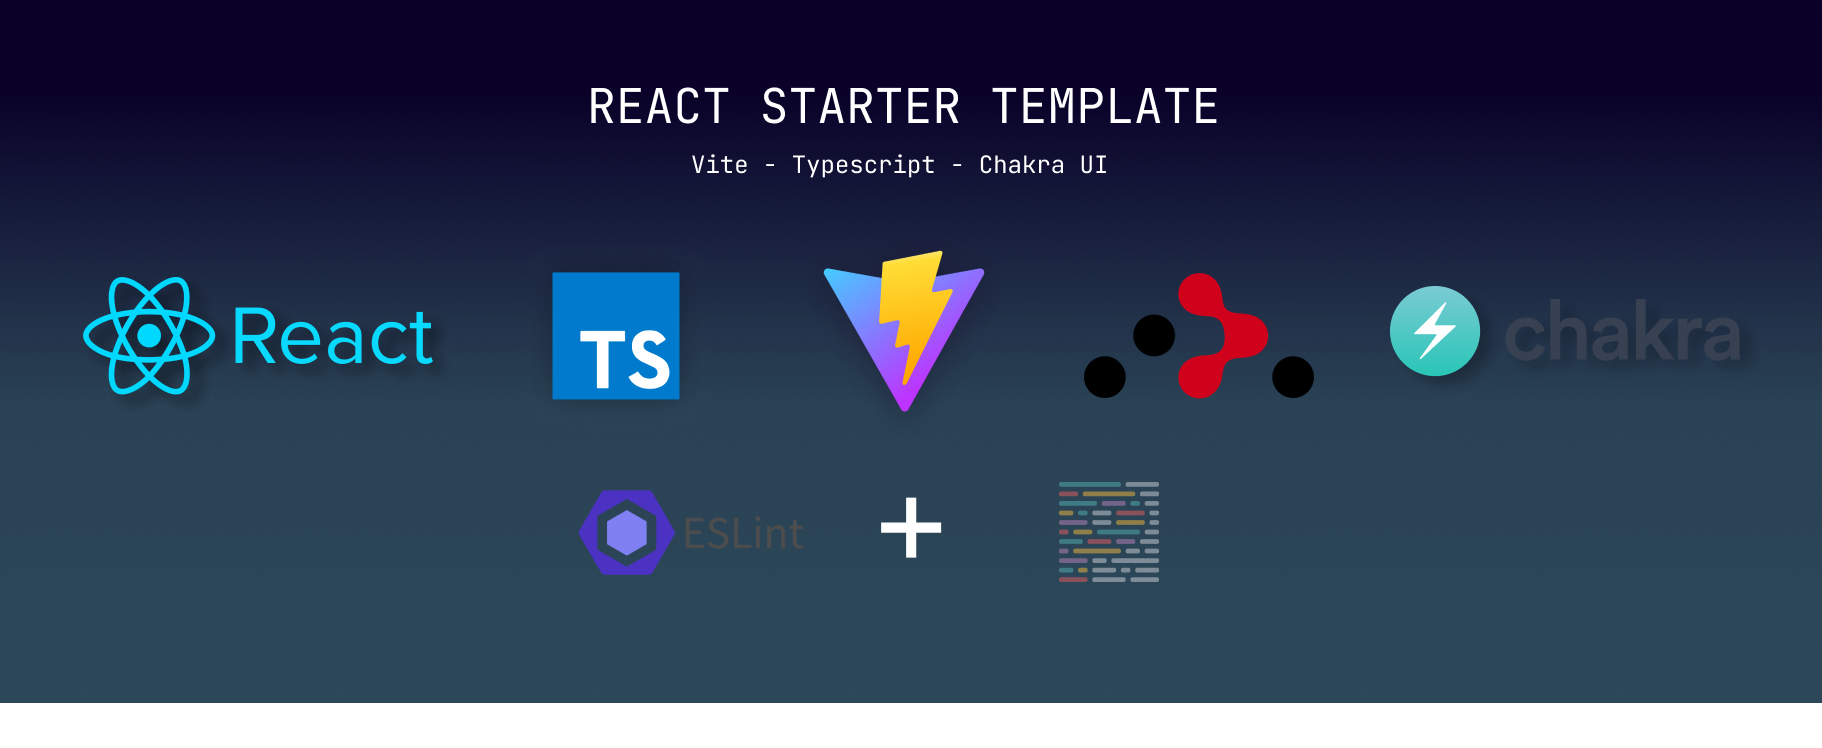 REACT STARTER TEMPLATE
Vite - Typescript - Chakra UI
React
TS
chakra
ESLint
+